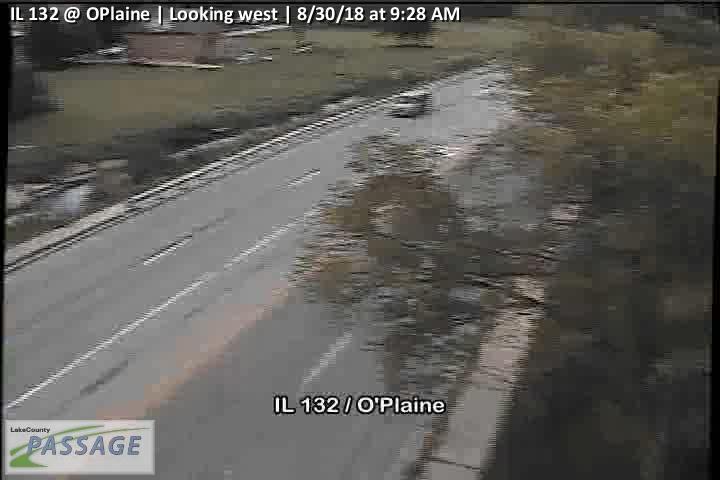 IL 132 @ OPlaine | Looking west | 8/30/18 at 9:28 AM
IL 132 / O'Plaine
LakeCounty
PASSAGE